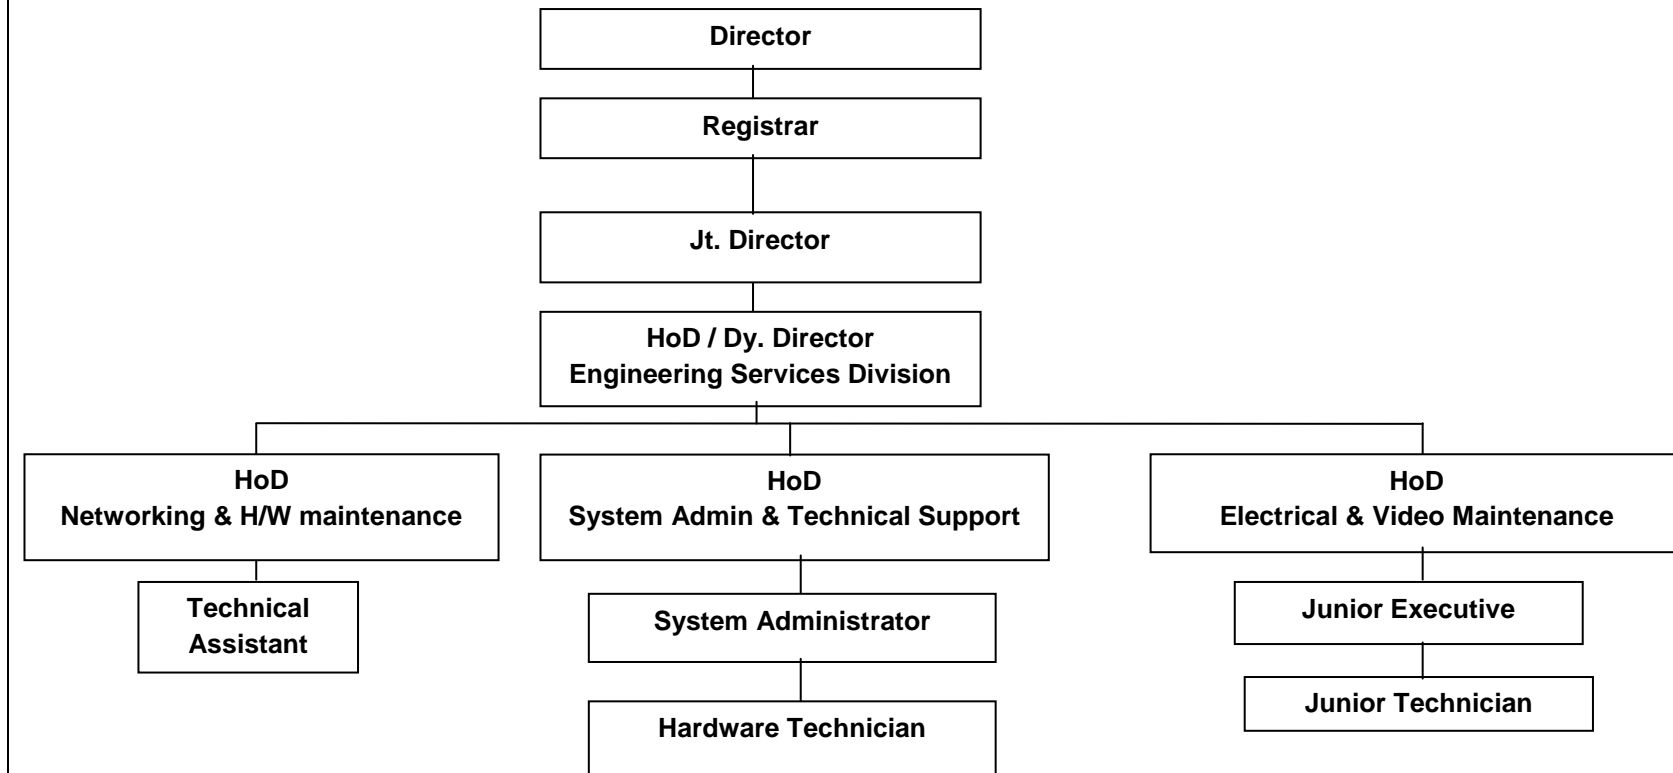 Director
Registrar
Jt. Director
HoD / Dy. Director
Engineering Services Division
HoD
Networking & H/W maintenance
HoD
System Admin & Technical Support
HoD
Electrical & Video Maintenance
Technical
Assistant
System Administrator
Junior Executive
Hardware Technician
Junior Technician